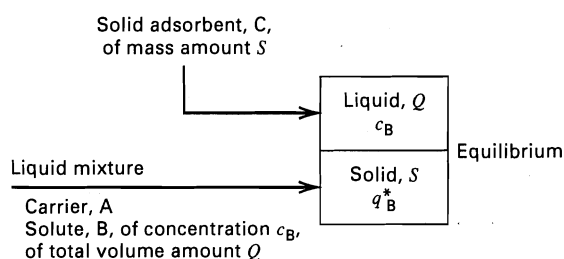 Solid adsorbent, C,
of mass amount S
Liquid, Q
c_B
Equilibrium
Solid, S
q*_B
Liquid mixture
Carrier, A
Solute, B, of concentration c_B,
of total volume amount Q